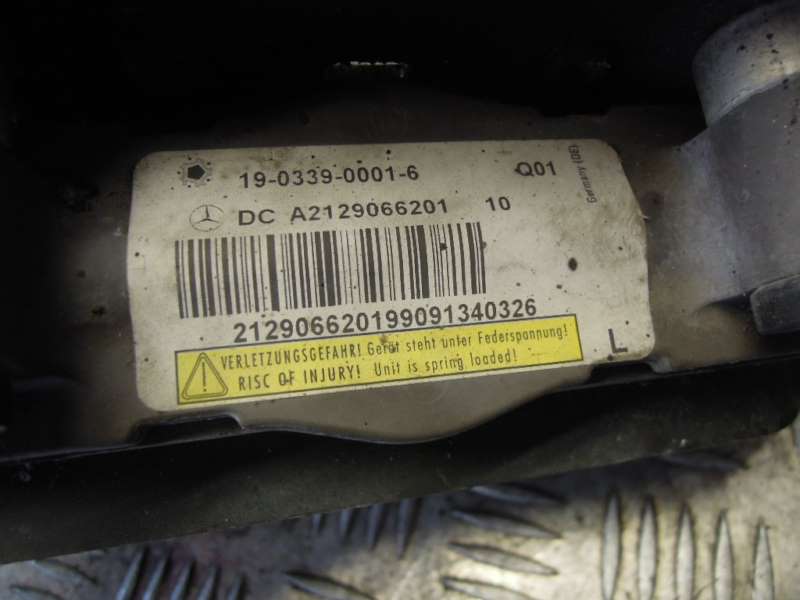 19-0339-0001-6 Q01
Germany (DE)
DC A2129066201 10
212906620199091340326
VERLETZUNGSGEFAHR! Gerät steht unter Federspannung!
RISC OF INJURY! Unit is spring loaded!
L